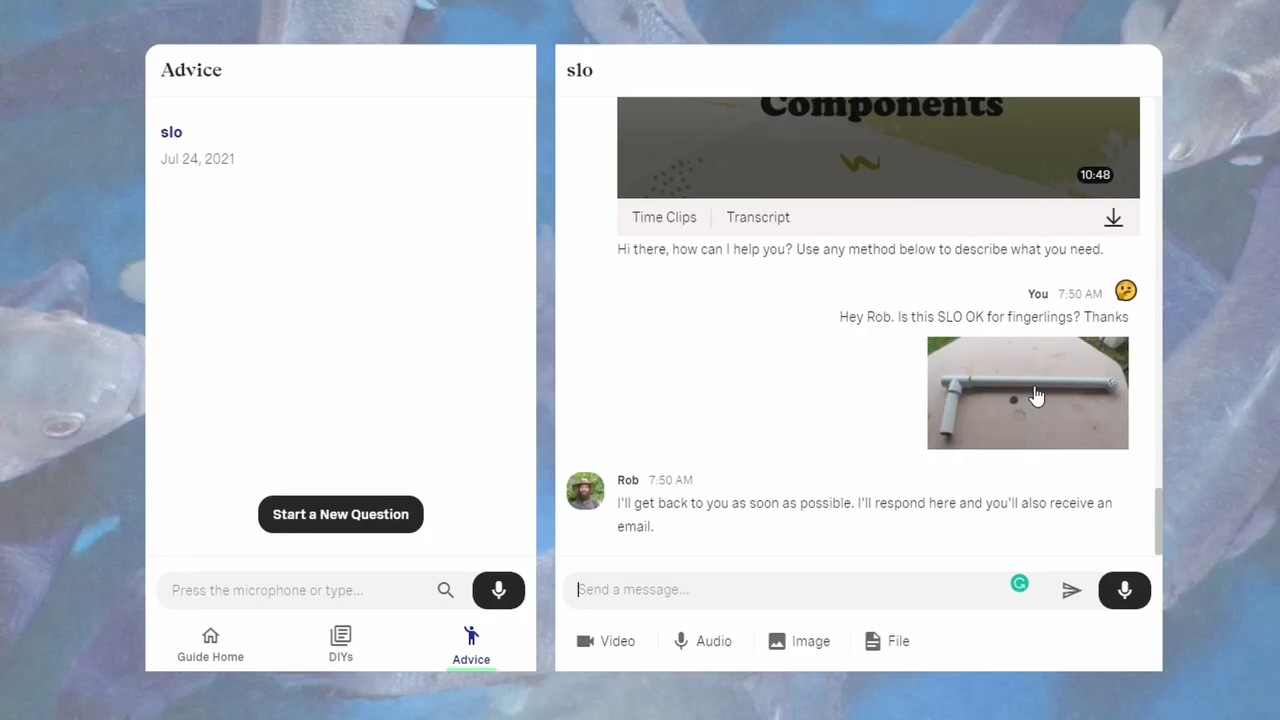 Advice
slo
Jul 24, 2021
Start a New Question
Press the microphone or type...
Guide Home
DIYs
Advice
slo
Components
10:48
Time Clips
Transcript
Hi there, how can I help you? Use any method below to describe what you need.
You 7:50 AM
Hey Rob. Is this SLO OK for fingerlings? Thanks
Rob 7:50 AM
I'll get back to you as soon as possible. I'll respond here and you'll also receive an
email.
Send a message...
Video
Audio
Image
File